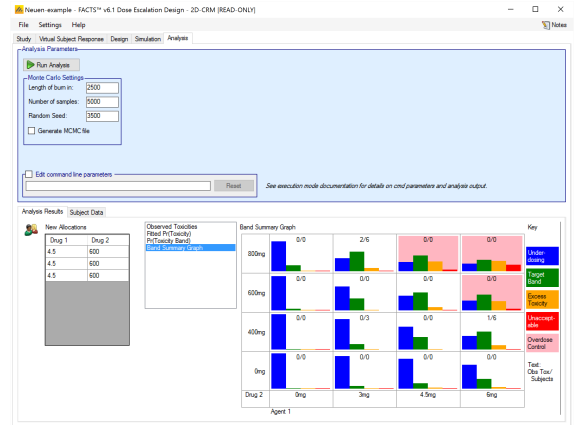 Neuen-example - FACTS™ v6.1 Dose Escalation Design - 2D-CRM (READ-ONLY)
File Settings Help
Notes
Study Virtual Subject Response Design Simulation Analysis
Analysis Parameters
Run Analysis
Monte Carlo Settings
Length of burn in: 2500
Number of samples: 5000
Random Seed: 3500
Generate MCMC file
Edit command line parameters
Reset
See execution mode documentation for details on cmd parameters and analysis output.
Analysis Results Subject Data
New Allocations
Drug 1 Drug 2
4.5 600
4.5 600
4.5 600
Observed Toxicities
Fitted Pr(Toxicity)
Pr(Toxicity Band)
Band Summary Graph
Band Summary Graph
800mg 0/0 2/6 0/0 0/0
600mg 0/0 0/0 0/0 0/0
400mg 0/0 0/3 0/0 1/6
0mg 0/0 0/0 0/0 0/0
Drug 2 0mg 3mg 4.5mg 6mg
Agent 1
Key
Under-
dosing
Target
Band
Excess
Toxicity
Unaccept-
able
Overdose
Control
Text:
Obs Tox/
Subjects